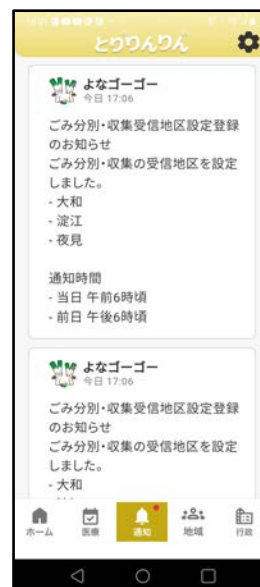 とりりんりん
よなゴーゴー
今日 17:06
ごみ分別・収集受信地区設定登録
のお知らせ
ごみ分別・収集の受信地区を設定
しました。
- 大和
- 淀江
- 夜見
通知時間
- 当日 午前6時頃
- 前日 午後6時頃
よなゴーゴー
今日 17:06
ごみ分別・収集受信地区設定登録
のお知らせ
ごみ分別・収集の受信地区を設定
しました。
- 大和
ホーム 医療 通知 地域 行政